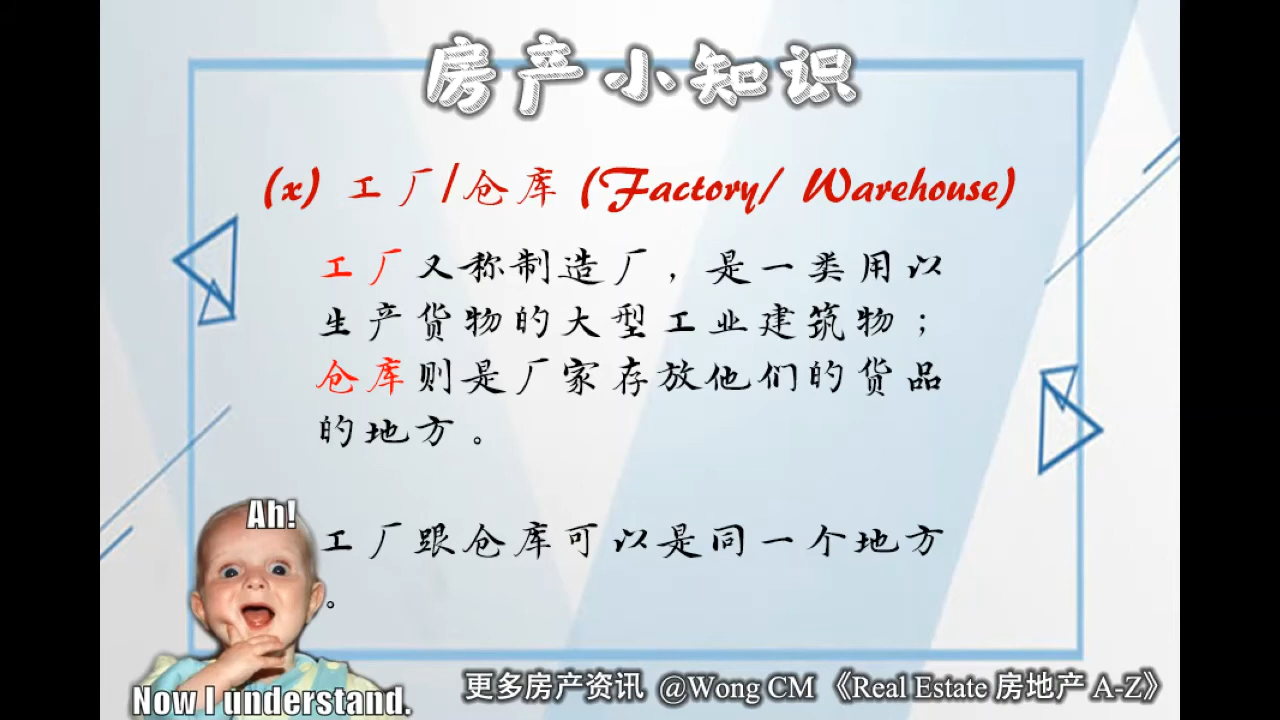 房产小知识
(x) 工厂/仓库 (Factory/ Warehouse)
工厂又称制造厂，是一类用以
生产货物的大型工业建筑物；
仓库则是厂家存放他们的货品
的地方。
工厂跟仓库可以是同一个地方
。
Ah!
Now I understand.
更多房产资讯 @Wong CM 《Real Estate 房地产 A-Z》